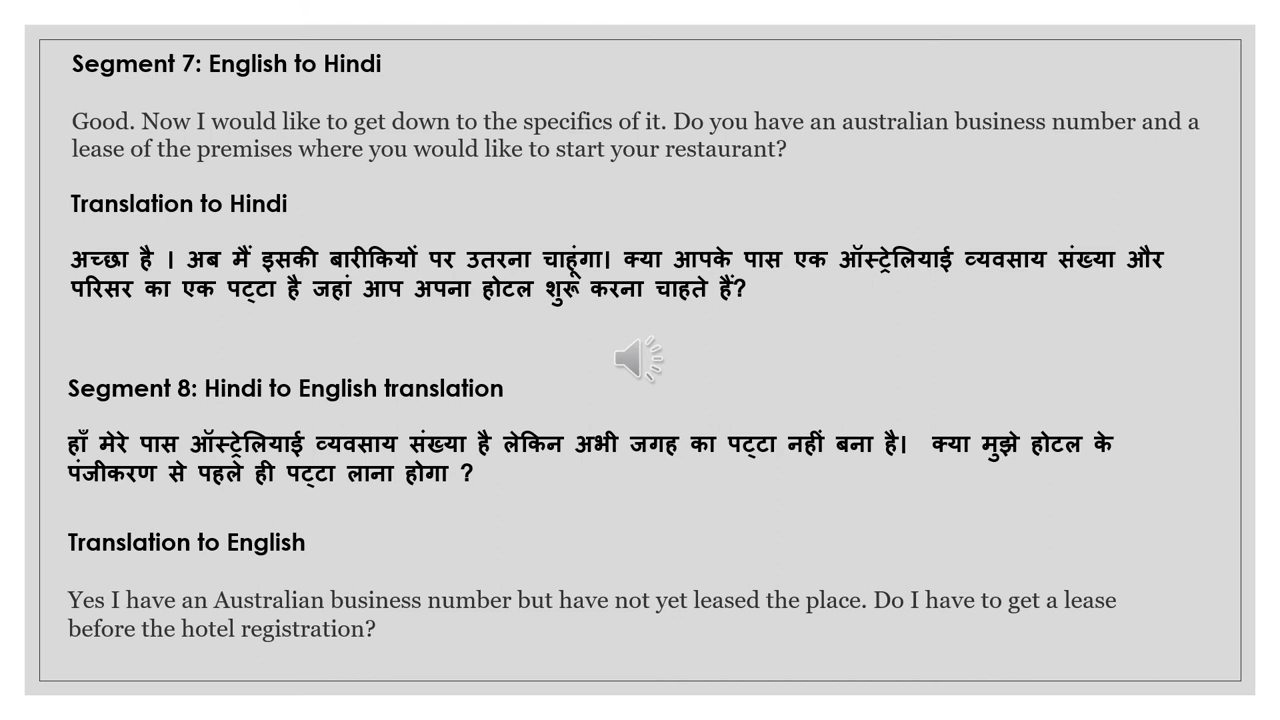 Segment 7: English to Hindi
Good. Now I would like to get down to the specifics of it. Do you have an australian business number and a
lease of the premises where you would like to start your restaurant?
Translation to Hindi
अच्छा है । अब मैं इसकी बारीकियों पर उतरना चाहूंगा। क्या आपके पास एक ऑस्ट्रेलियाई व्यवसाय संख्या और
परिसर का एक पट्टा है जहां आप अपना होटल शुरू करना चाहते हैं?
Segment 8: Hindi to English translation
हाँ मेरे पास ऑस्ट्रेलियाई व्यवसाय संख्या है लेकिन अभी जगह का पट्टा नहीं बना है। क्या मुझे होटल के
पंजीकरण से पहले ही पट्टा लाना होगा ?
Translation to English
Yes I have an Australian business number but have not yet leased the place. Do I have to get a lease
before the hotel registration?